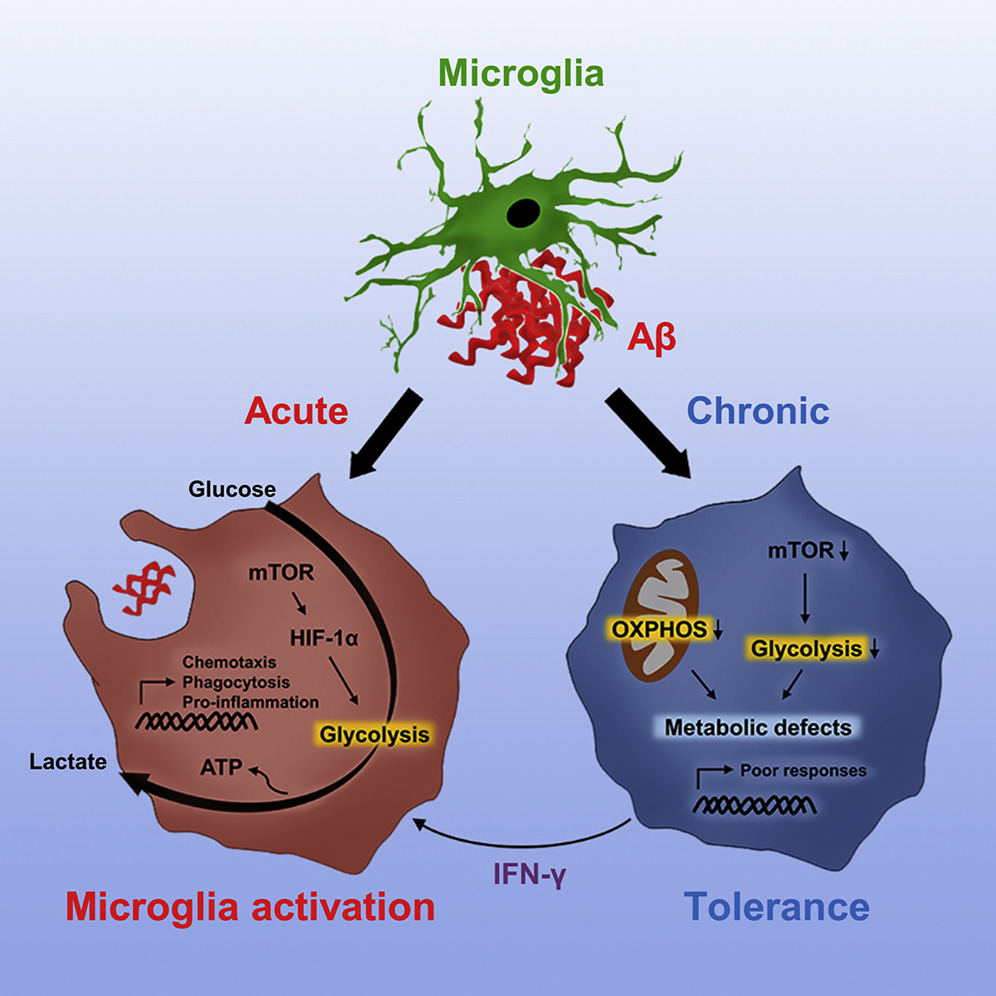 Microglia
Aβ
Acute
Chronic
Glucose
mTOR
HIF-1α
Chemotaxis
Phagocytosis
Pro-inflammation
Glycolysis
ATP
Lactate
mTOR
OXPHOS
Glycolysis
Metabolic defects
Poor responses
IFN-γ
Microglia activation
Tolerance